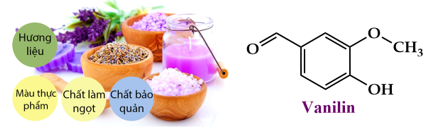 Hương
liệu
Màu thực
phẩm
Chất làm
ngọt
Chất bảo
quản
O
O
CH₃
OH
Vanilin